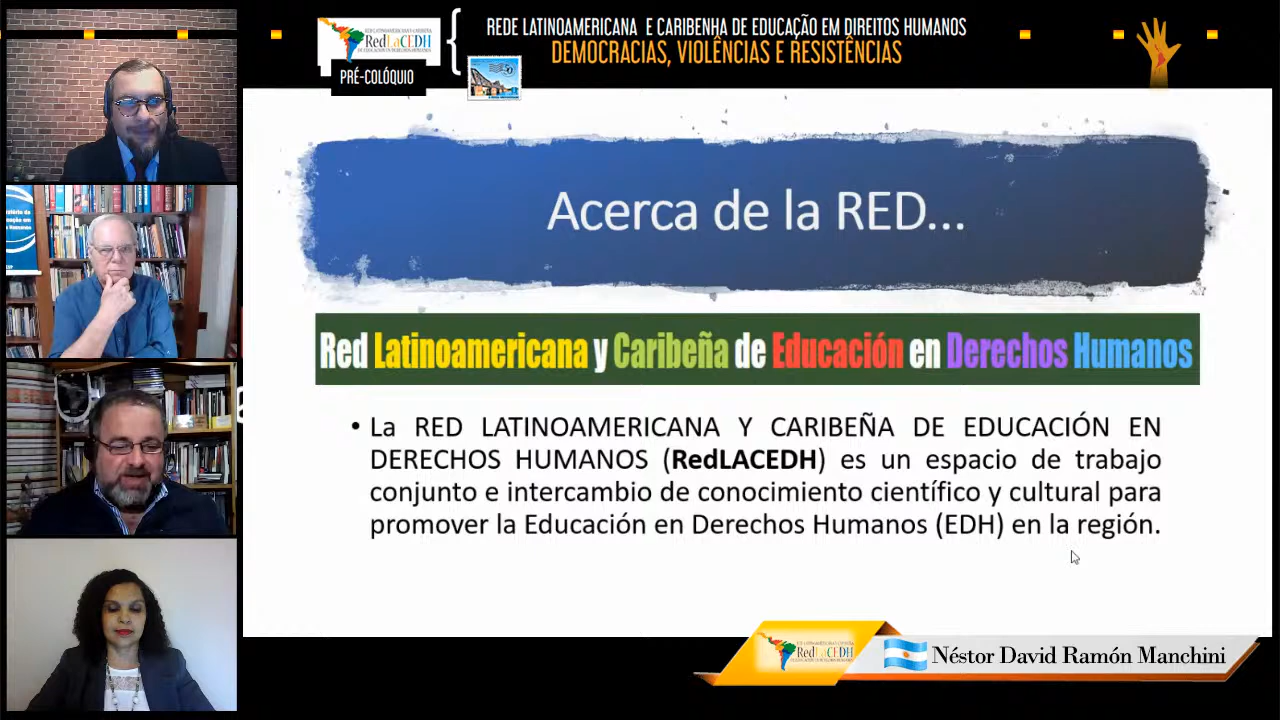 REDE LATINOAMERICANA E CARIBENHA DE EDUCAÇÃO EM DIREITOS HUMANOS
DEMOCRACIAS, VIOLÊNCIAS E RESISTÊNCIAS
RedLaCEDH
PRÉ-COLÓQUIO
Acerca de la RED...
Red Latinoamericana y Caribeña de Educación en Derechos Humanos
• La RED LATINOAMERICANA Y CARIBEÑA DE EDUCACIÓN EN
DERECHOS HUMANOS (RedLACEDH) es un espacio de trabajo
conjunto e intercambio de conocimiento científico y cultural para
promover la Educación en Derechos Humanos (EDH) en la región.
RedLaCEDH
Néstor David Ramón Manchini